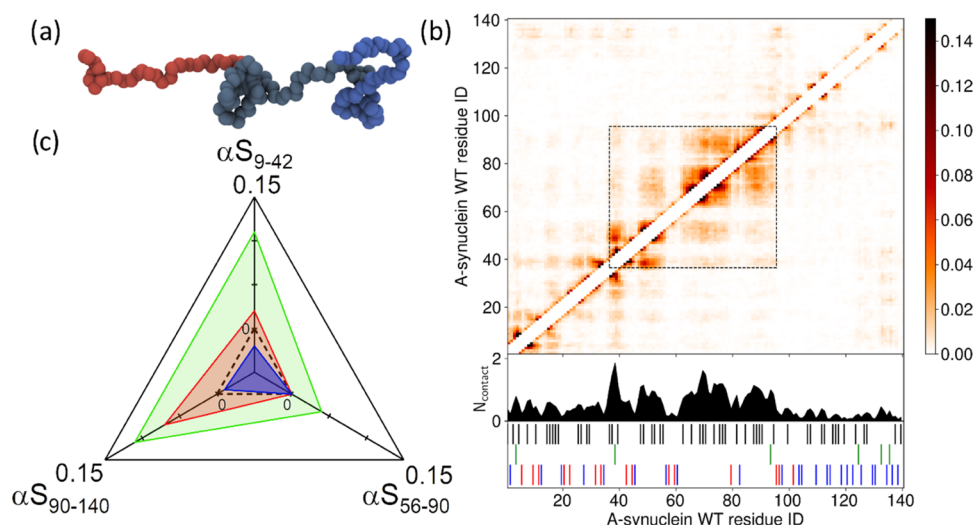 (a)
(b)
(c)
αS9-42
0.15
0
0
0
0.15
0.15
αS90-140
αS56-90
A-synuclein WT residue ID
140
120
100
80
60
40
20
0.14
0.12
0.10
0.08
0.06
0.04
0.02
0.00
Ncontact
2
0
20 40 60 80 100 120 140
A-synuclein WT residue ID